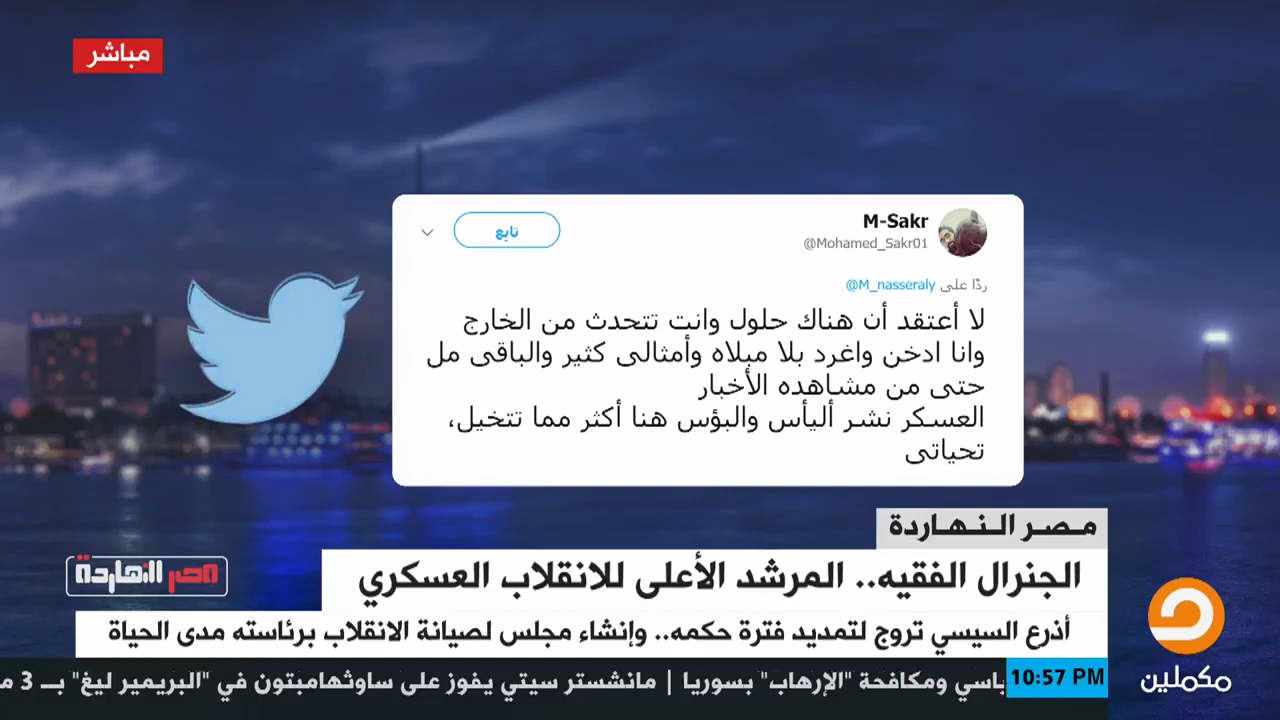 مباشر
M-Sakr
@Mohamed_Sakr01
تابع
ردًا على @M_nasseraly
لا أعتقد أن هناك حلول وانت تتحدث من الخارج
وانا ادخن واغرد بلا مبلاه وأمثالى كثير والباقى مل
حتى من مشاهده الأخبار
العسكر نشر أليأس والبؤس هنا أكثر مما تتخيل،
تحياتى
مصر النهاردة
مصر النهاردة
الجنرال الفقيه.. المرشد الأعلى للانقلاب العسكري
أذرع السيسي تروج لتمديد فترة حكمه.. وإنشاء مجلس لصيانة الانقلاب برئاسته مدى الحياة
10:57 PM
ومكافحة "الإرهاب" بسوريا | مانشستر سيتي يفوز على ساوثهامبتون في "البريمير ليغ" بــ 3
مكملين